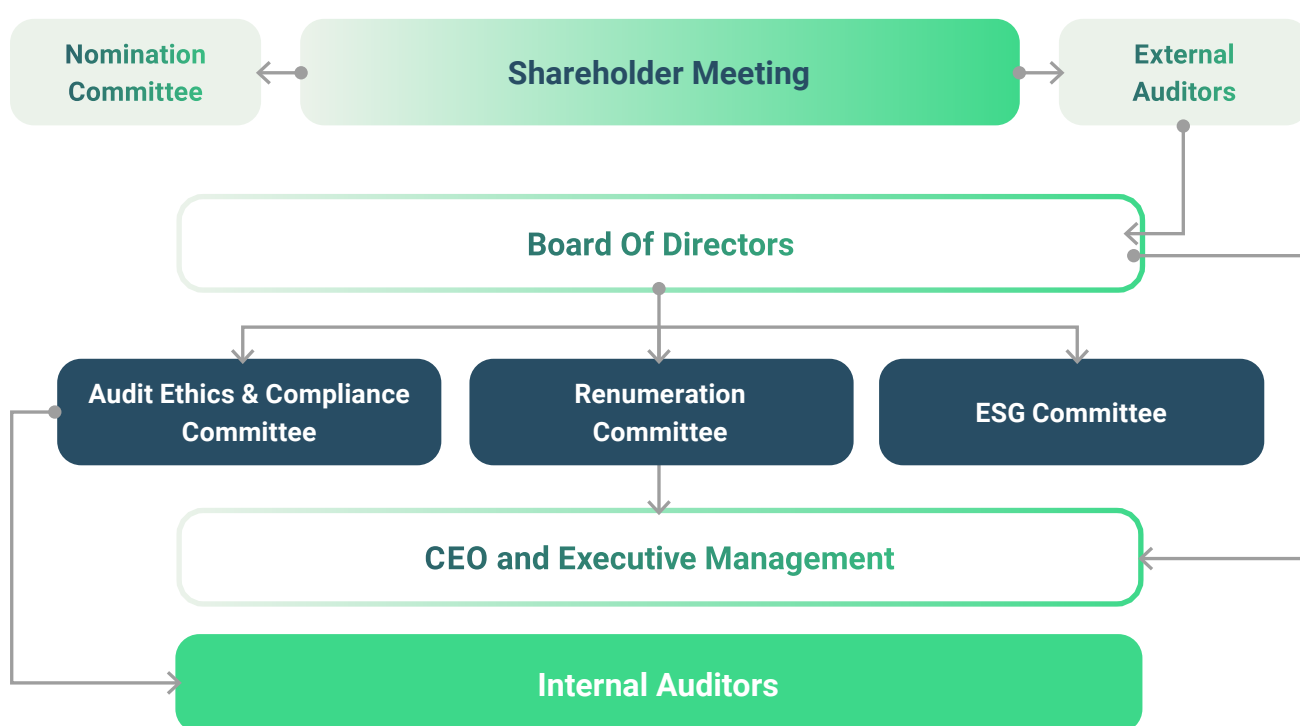 Nomination
Committee
Shareholder Meeting
External
Auditors
Board Of Directors
Audit Ethics & Compliance
Committee
Renumeration
Committee
ESG Committee
CEO and Executive Management
Internal Auditors